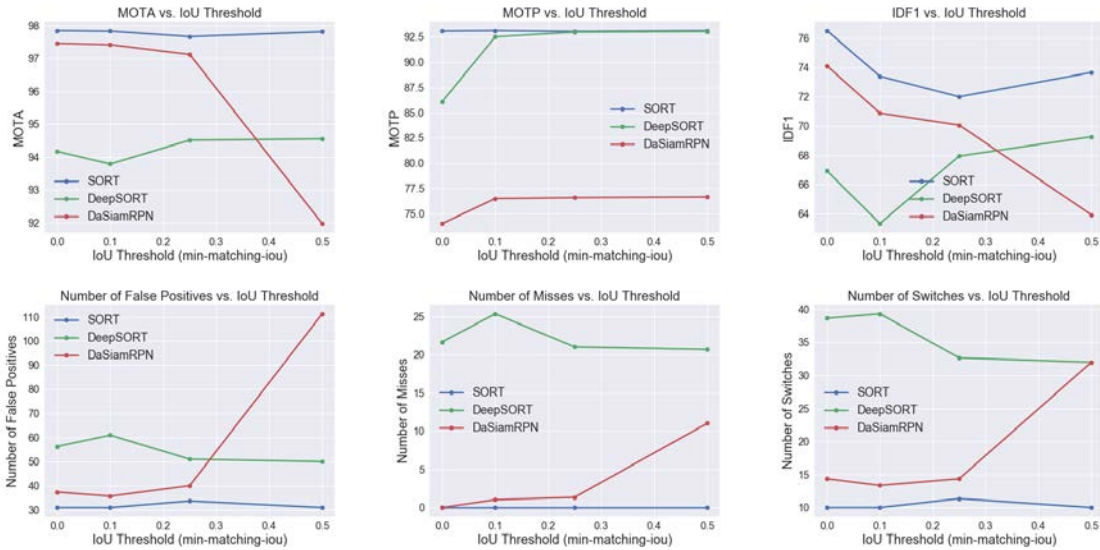 MOTA vs. IoU Threshold
98
97
96
95
94
93
92
MOTA
SORT
DeepSORT
DaSiamRPN
0.0 0.1 0.2 0.3 0.4 0.5
IoU Threshold (min-matching-iou)
MOTP vs. IoU Threshold
92.5
90.0
87.5
85.0
82.5
80.0
77.5
75.0
MOTP
SORT
DeepSORT
DaSiamRPN
0.0 0.1 0.2 0.3 0.4 0.5
IoU Threshold (min-matching-iou)
IDF1 vs. IoU Threshold
76
74
72
70
68
66
64
IDF1
SORT
DeepSORT
DaSiamRPN
0.0 0.1 0.2 0.3 0.4 0.5
IoU Threshold (min-matching-iou)
Number of False Positives vs. IoU Threshold
110
100
90
80
70
60
50
40
30
Number of False Positives
SORT
DeepSORT
DaSiamRPN
0.0 0.1 0.2 0.3 0.4 0.5
IoU Threshold (min-matching-iou)
Number of Misses vs. IoU Threshold
25
20
15
10
5
0
Number of Misses
SORT
DeepSORT
DaSiamRPN
0.0 0.1 0.2 0.3 0.4 0.5
IoU Threshold (min-matching-iou)
Number of Switches vs. IoU Threshold
40
35
30
25
20
15
10
Number of Switches
SORT
DeepSORT
DaSiamRPN
0.0 0.1 0.2 0.3 0.4 0.5
IoU Threshold (min-matching-iou)